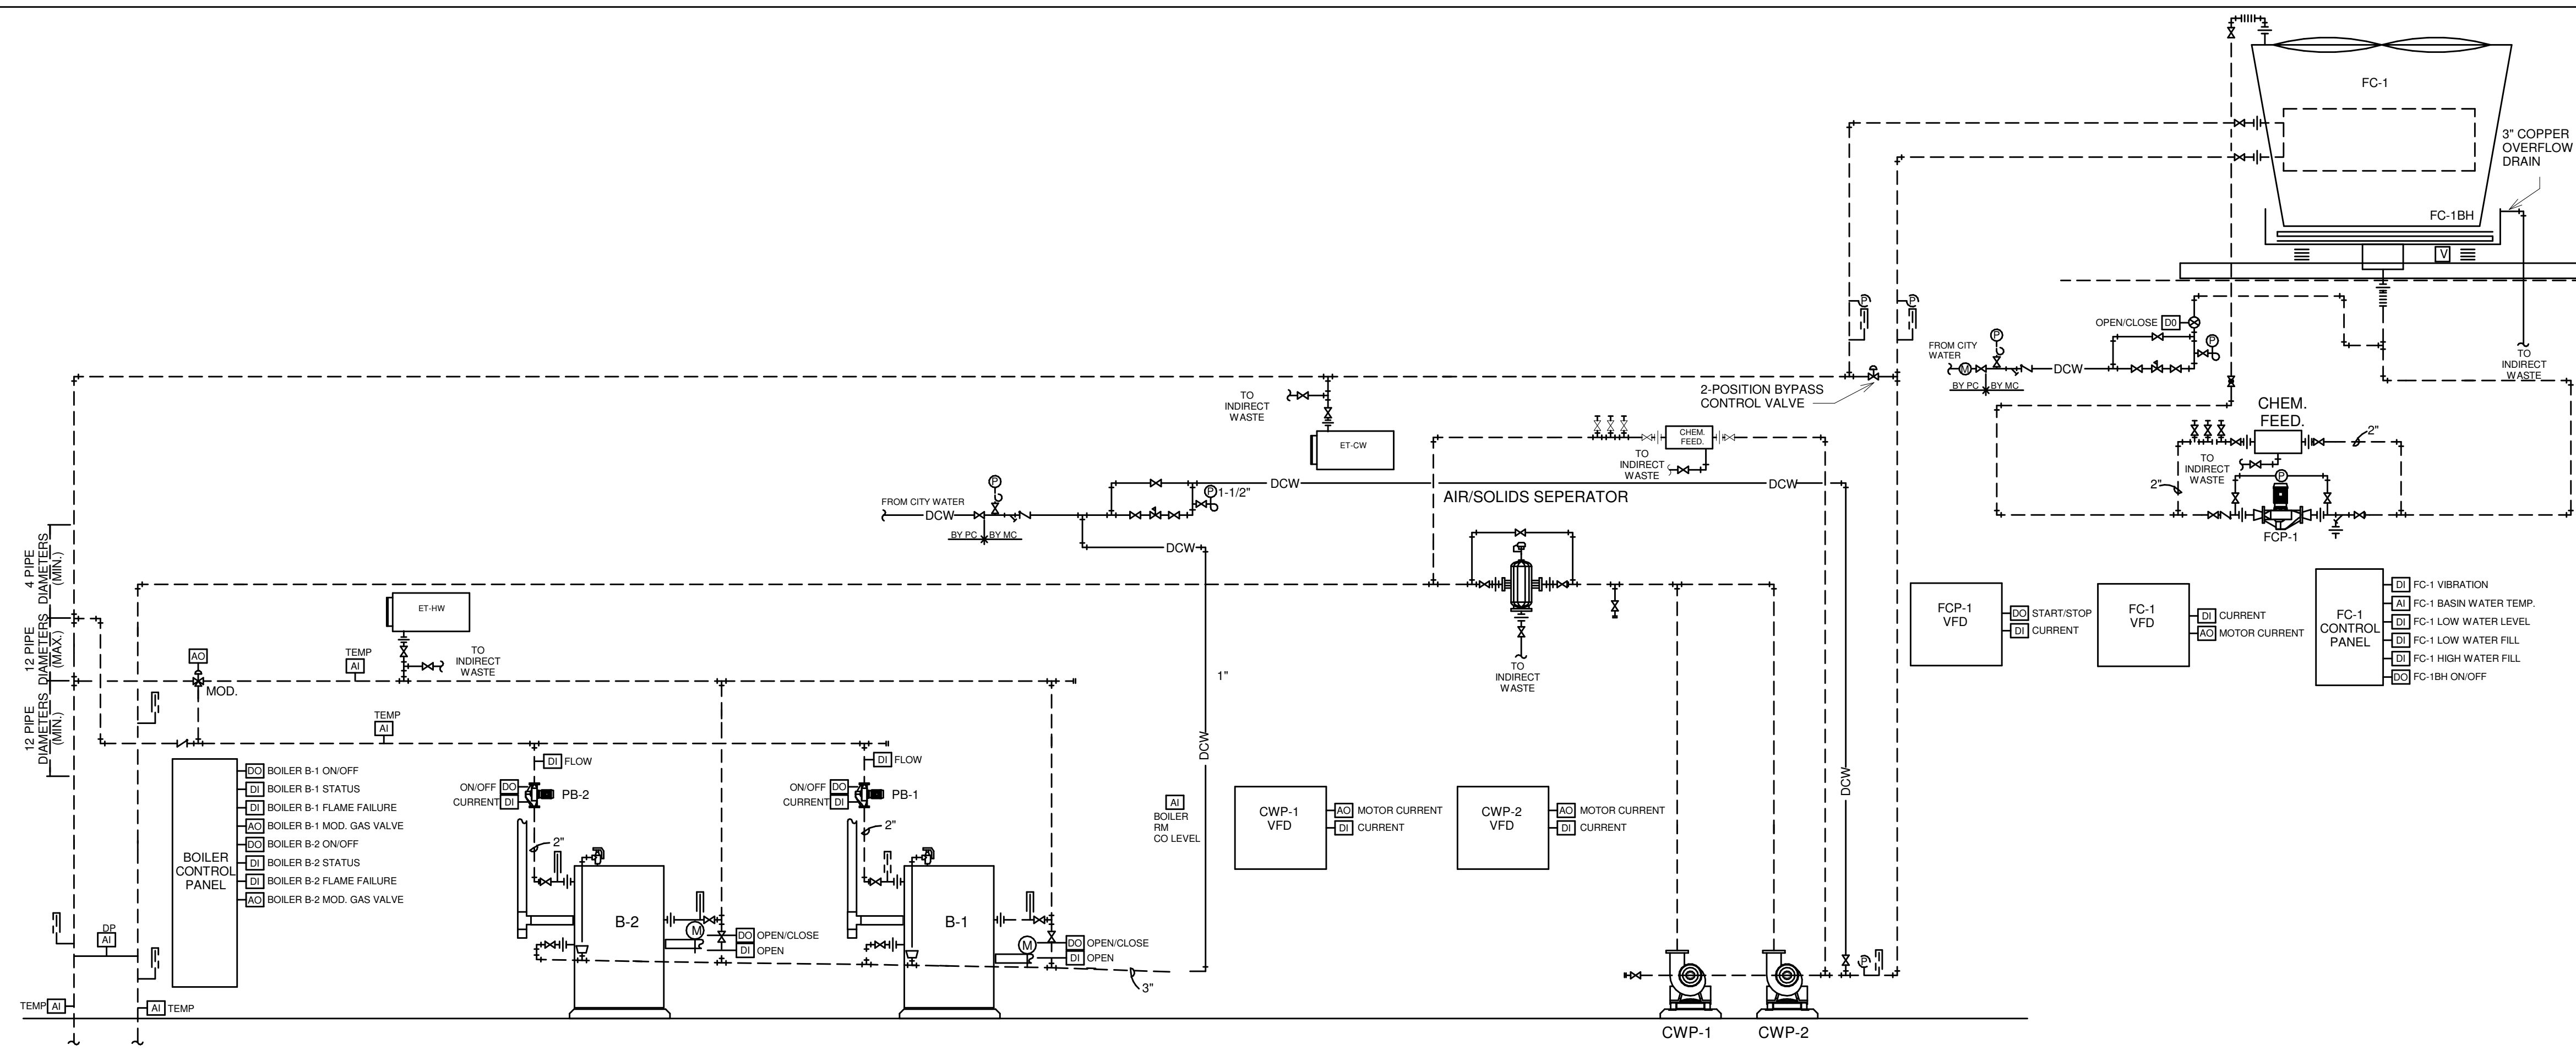 FC-1
3" COPPER
OVERFLOW
DRAIN
FC-1BH
V
P
P
OPEN/CLOSE D0
P
P
FROM CITY
WATER
M
DCW
BY PC BY MC
TO
INDIRECT
WASTE
2-POSITION BYPASS
CONTROL VALVE
TO
INDIRECT
WASTE
ET-CW
CHEM.
FEED.
TO
INDIRECT
WASTE
CHEM.
FEED.
2"
TO
INDIRECT
WASTE
2"
P
FCP-1
P
P 1-1/2"
DCW
DCW
FROM CITY WATER
DCW
BY PC BY MC
DCW
AIR/SOLIDS SEPERATOR
TO
INDIRECT
WASTE
4 PIPE
DIAMETERS
(MIN.)
12 PIPE
DIAMETERS
(MAX.)
12 PIPE
DIAMETERS
(MIN.)
ET-HW
TO
INDIRECT
WASTE
AO
MOD.
TEMP
AI
TEMP
AI
1"
DCW
DCW
FCP-1
VFD
DO START/STOP
DI CURRENT
FC-1
VFD
DI CURRENT
AO MOTOR CURRENT
FC-1
CONTROL
PANEL
DI FC-1 VIBRATION
AI FC-1 BASIN WATER TEMP.
DI FC-1 LOW WATER LEVEL
DI FC-1 LOW WATER FILL
DI FC-1 HIGH WATER FILL
DO FC-1BH ON/OFF
BOILER
CONTROL
PANEL
DO BOILER B-1 ON/OFF
DI BOILER B-1 STATUS
DI BOILER B-1 FLAME FAILURE
AO BOILER B-1 MOD. GAS VALVE
DO BOILER B-2 ON/OFF
DI BOILER B-2 STATUS
DI BOILER B-2 FLAME FAILURE
AO BOILER B-2 MOD. GAS VALVE
DI FLOW
ON/OFF DO
CURRENT DI
PB-2
2"
B-2
M
DO OPEN/CLOSE
DI OPEN
DI FLOW
ON/OFF DO
CURRENT DI
PB-1
2"
B-1
M
DO OPEN/CLOSE
DI OPEN
3"
AI
BOILER
RM
CO LEVEL
CWP-1
VFD
AO MOTOR CURRENT
DI CURRENT
CWP-2
VFD
AO MOTOR CURRENT
DI CURRENT
DP
AI
TEMP AI
AI TEMP
P
CWP-1
CWP-2